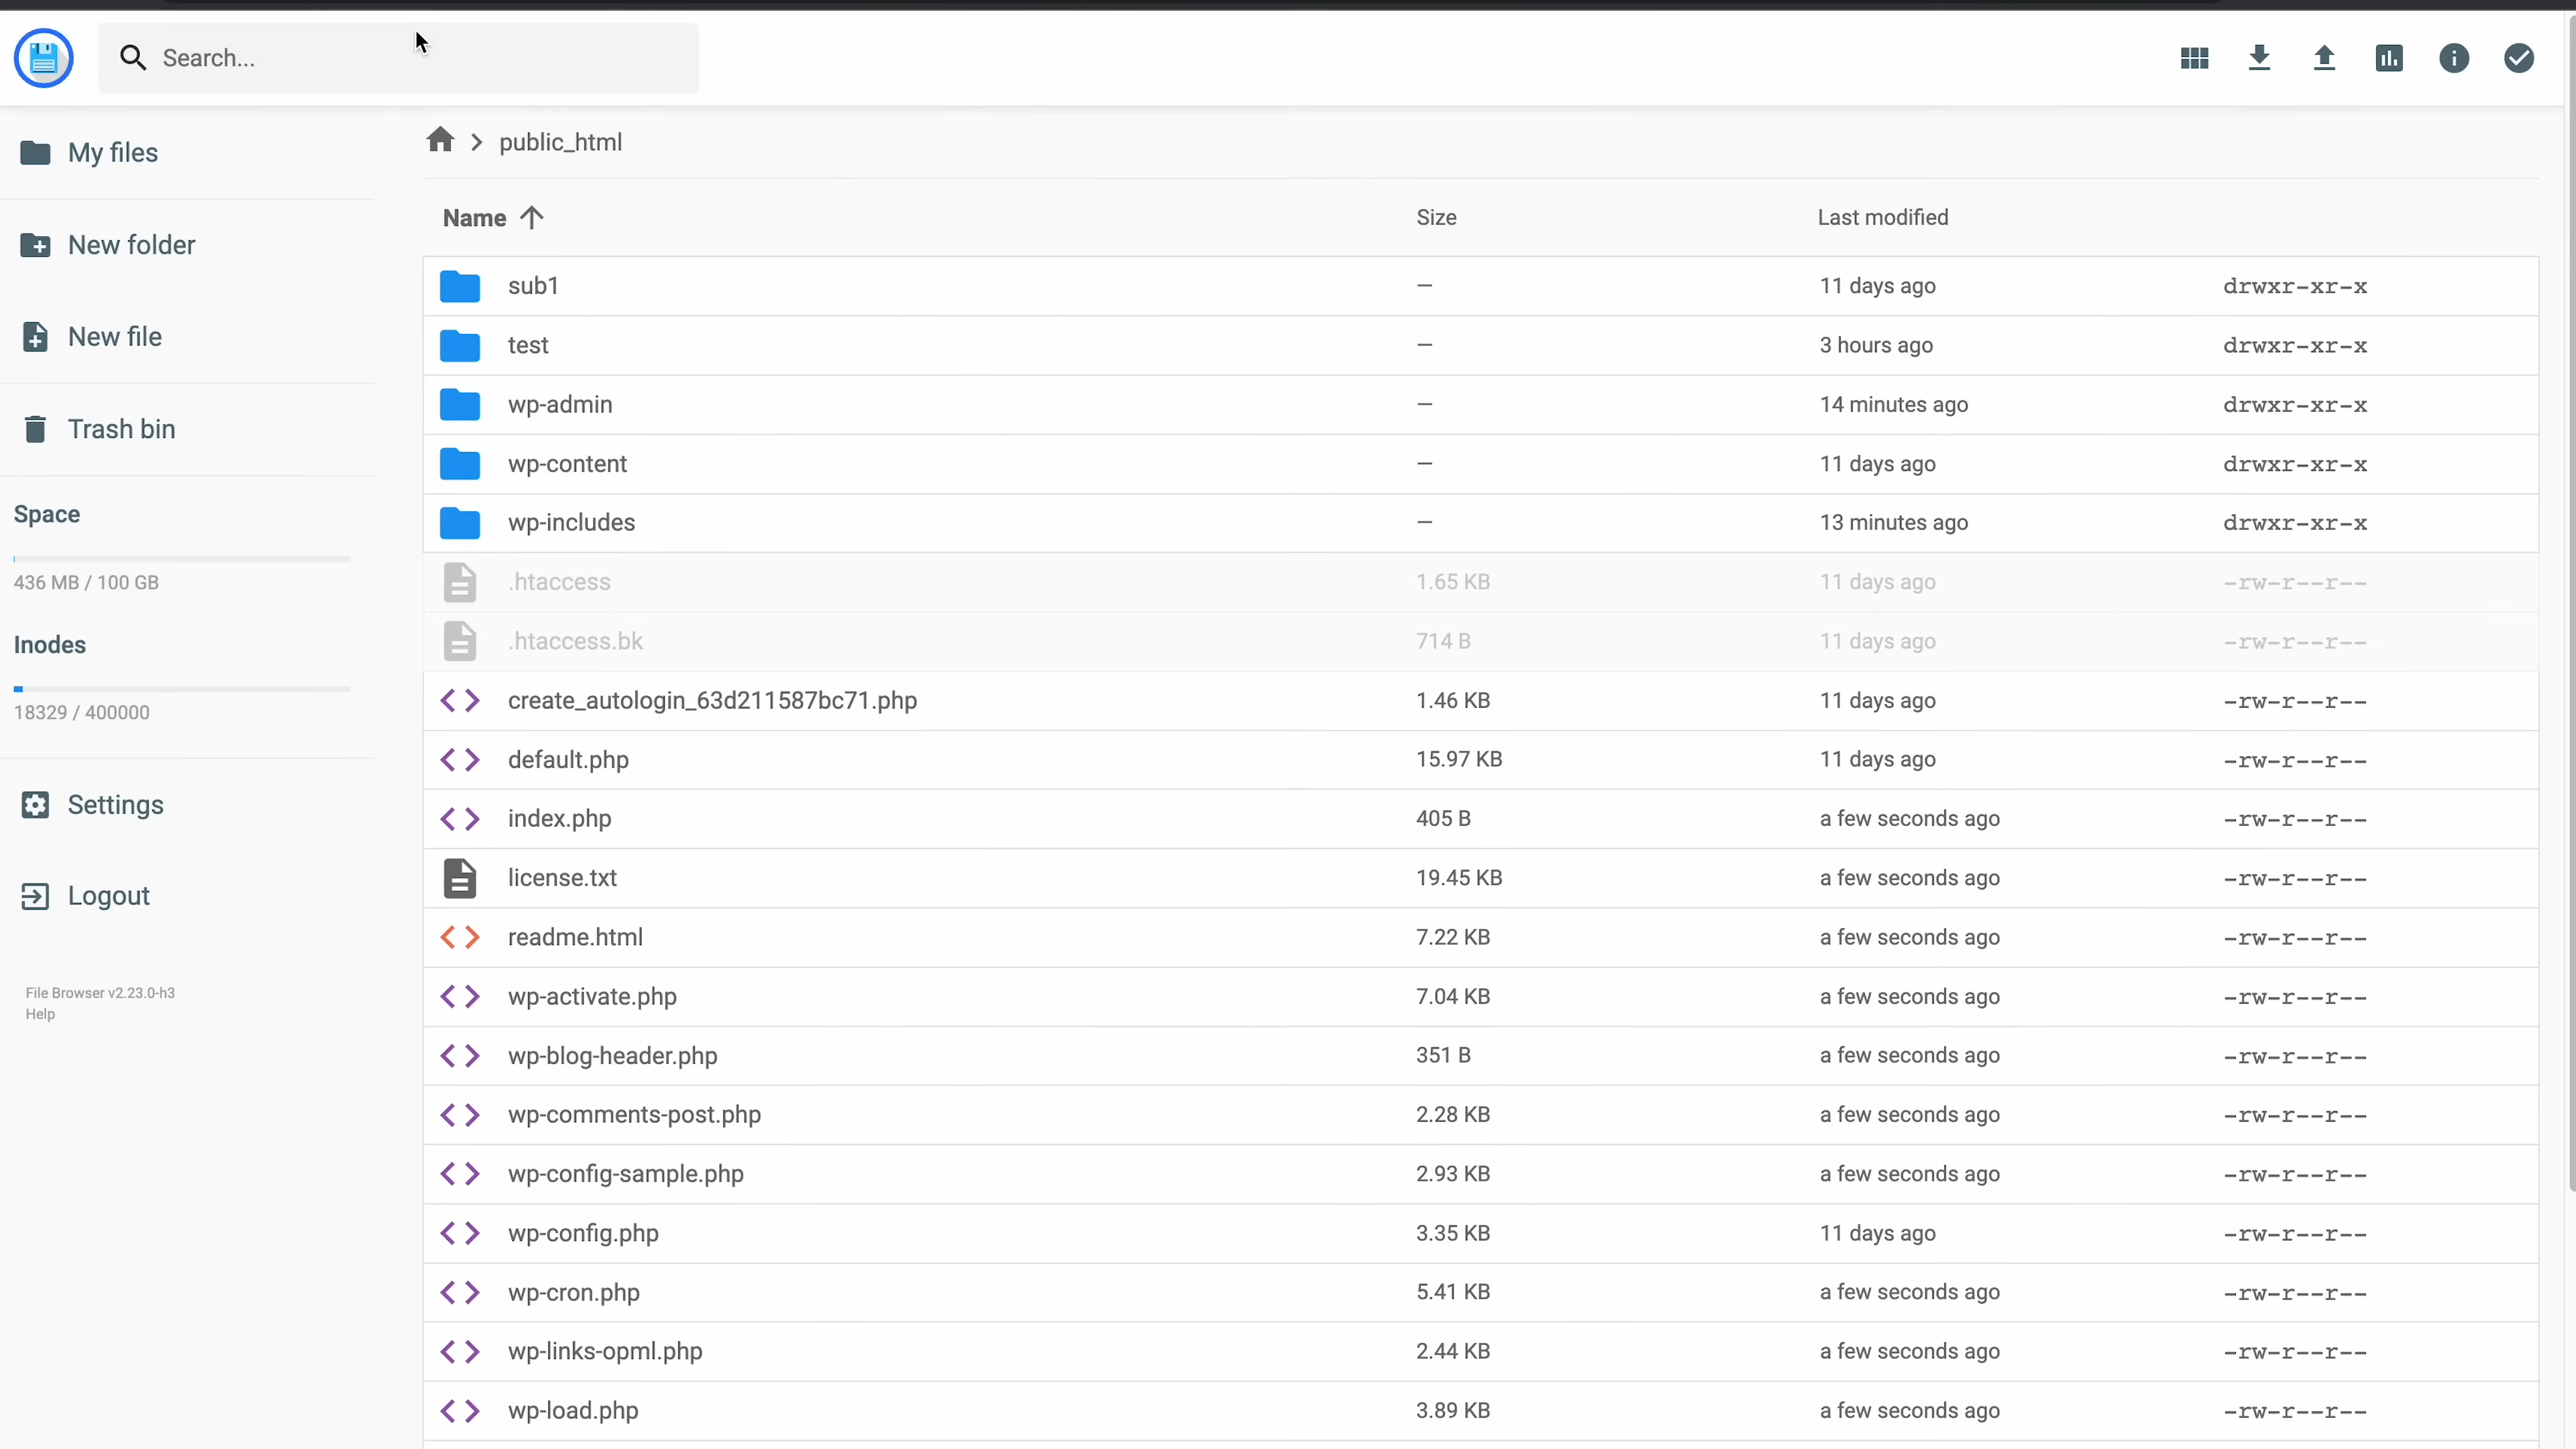 Search...
My files
New folder
New file
Trash bin
Space
436 MB / 100 GB
Inodes
18329 / 400000
Settings
Logout
File Browser v2.23.0-h3
Help
public_html
Name Size Last modified
sub1 — 11 days ago drwxr-xr-x
test — 3 hours ago drwxr-xr-x
wp-admin — 14 minutes ago drwxr-xr-x
wp-content — 11 days ago drwxr-xr-x
wp-includes — 13 minutes ago drwxr-xr-x
.htaccess 1.65 KB 11 days ago -rw-r--r--
.htaccess.bk 714 B 11 days ago -rw-r--r--
create_autologin_63d211587bc71.php 1.46 KB 11 days ago -rw-r--r--
default.php 15.97 KB 11 days ago -rw-r--r--
index.php 405 B a few seconds ago -rw-r--r--
license.txt 19.45 KB a few seconds ago -rw-r--r--
readme.html 7.22 KB a few seconds ago -rw-r--r--
wp-activate.php 7.04 KB a few seconds ago -rw-r--r--
wp-blog-header.php 351 B a few seconds ago -rw-r--r--
wp-comments-post.php 2.28 KB a few seconds ago -rw-r--r--
wp-config-sample.php 2.93 KB a few seconds ago -rw-r--r--
wp-config.php 3.35 KB 11 days ago -rw-r--r--
wp-cron.php 5.41 KB a few seconds ago -rw-r--r--
wp-links-opml.php 2.44 KB a few seconds ago -rw-r--r--
wp-load.php 3.89 KB a few seconds ago -rw-r--r--